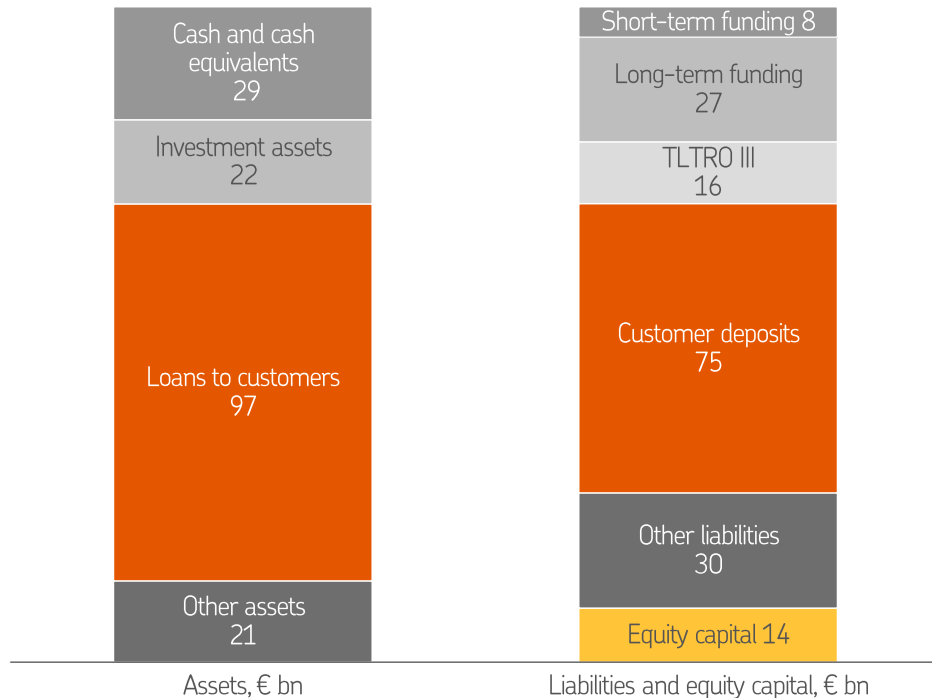 Cash and cash
equivalents
29
Investment assets
22
Loans to customers
97
Other assets
21
Assets, € bn
Short-term funding 8
Long-term funding
27
TLTRO III
16
Customer deposits
75
Other liabilities
30
Equity capital 14
Liabilities and equity capital, € bn